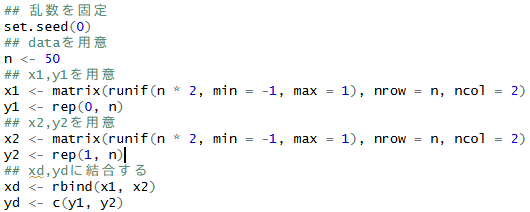 ## 乱数を固定
set.seed(0)
## dataを用意
n <- 50
## x1,y1を用意
x1 <- matrix(runif(n * 2, min = -1, max = 1), nrow = n, ncol = 2)
y1 <- rep(0, n)
## x2,y2を用意
x2 <- matrix(runif(n * 2, min = -1, max = 1), nrow = n, ncol = 2)
y2 <- rep(1, n)
## xd,ydに結合する
xd <- rbind(x1, x2)
yd <- c(y1, y2)